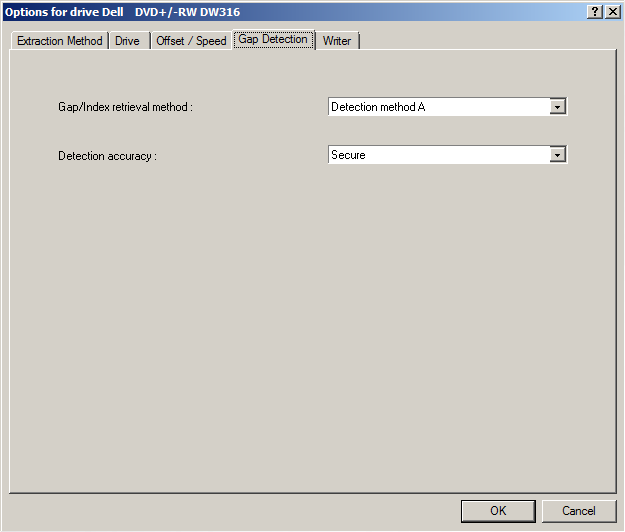 Options for drive Dell    DVD+/-RW DW316
Extraction Method Drive Offset / Speed Gap Detection Writer
Gap/Index retrieval method : Detection method A
Detection accuracy : Secure
OK Cancel